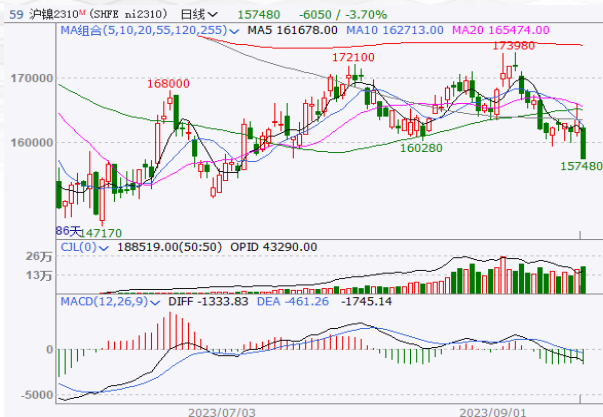 59 沪镍2310M (SHFE ni2310) 日线 157480 -6050 / -3.70%
MA组合(5,10,20,55,120,255) MA5 161678.00 MA10 162713.00 MA20 165474.00
173980
172100
170000
168000
160000
160280
157480
86天
147170
CJL(0) 188519.00(50:50) OPID 43290.00
26万
13万
MACD(12,26,9) DIFF -1333.83 DEA -461.26 -1745.14
0
-5000
2023/07/03 2023/09/01